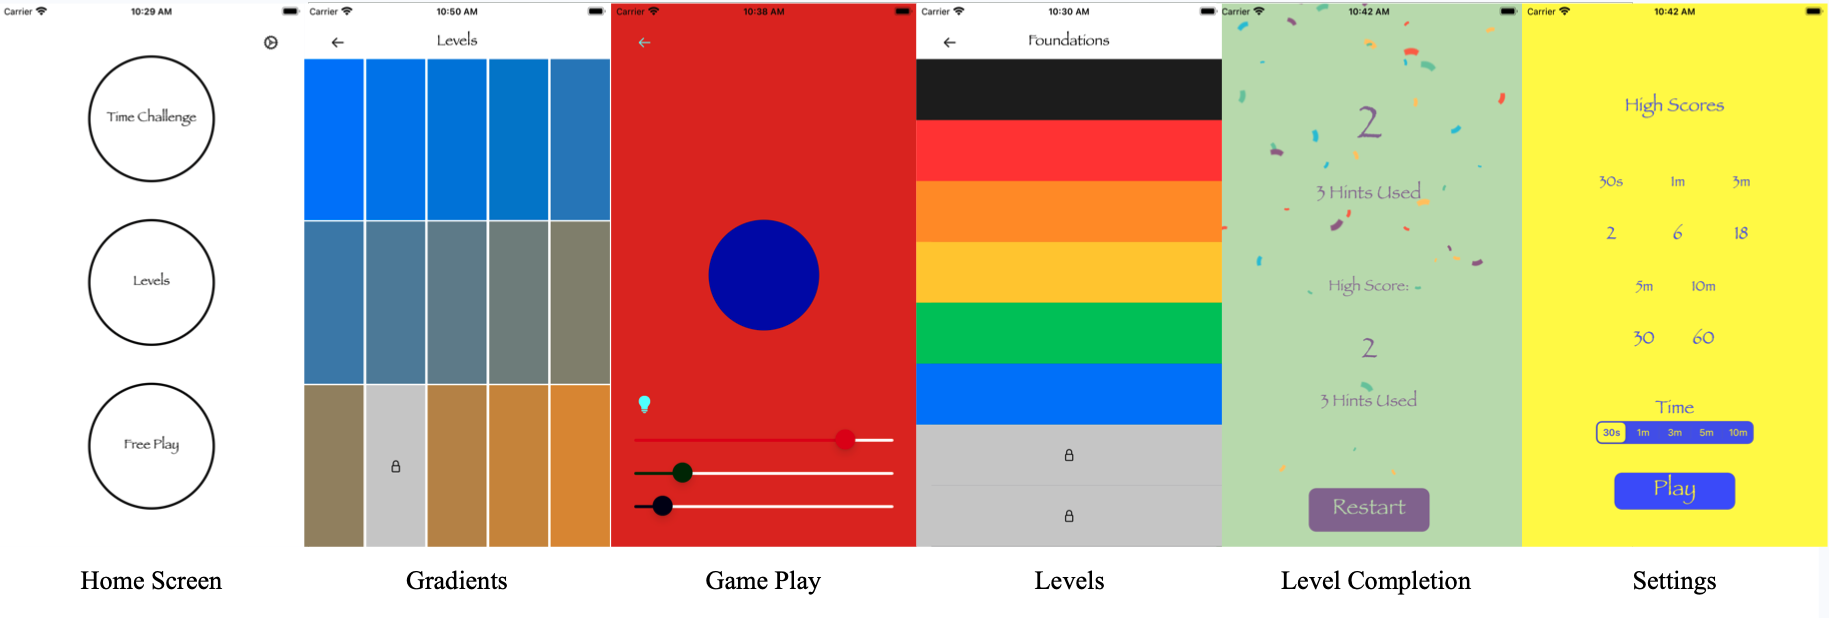 Carrier 10:29 AM
Time Challenge
Levels
Free Play
Home Screen
Carrier 10:50 AM
Levels
Gradients
Carrier 10:38 AM
Game Play
Carrier 10:30 AM
Foundations
Levels
Carrier 10:42 AM
2
3 Hints Used
High Score:
2
3 Hints Used
Restart
Level Completion
Carrier 10:42 AM
High Scores
30s 1m 3m
2 6 18
5m 10m
30 60
Time
30s 1m 3m 5m 10m
Play
Settings